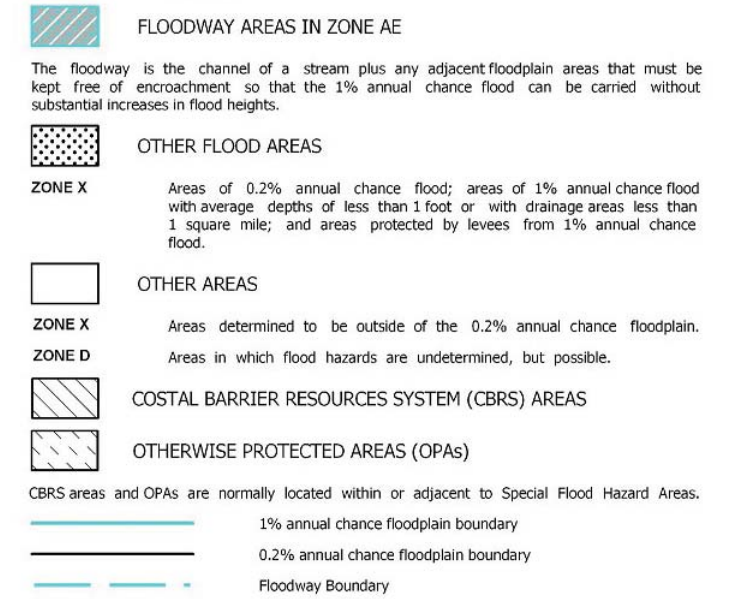 FLOODWAY AREAS IN ZONE AE
The floodway is the channel of a stream plus any adjacent floodplain areas that must be
kept free of encroachment so that the 1% annual chance flood can be carried without
substantial increases in flood heights.
OTHER FLOOD AREAS
ZONE X Areas of 0.2% annual chance flood; areas of 1% annual chance flood
with average depths of less than 1 foot or with drainage areas less than
1 square mile; and areas protected by levees from 1% annual chance
flood.
OTHER AREAS
ZONE X Areas determined to be outside of the 0.2% annual chance floodplain.
ZONE D Areas in which flood hazards are undetermined, but possible.
COSTAL BARRIER RESOURCES SYSTEM (CBRS) AREAS
OTHERWISE PROTECTED AREAS (OPAs)
CBRS areas and OPAs are normally located within or adjacent to Special Flood Hazard Areas.
1% annual chance floodplain boundary
0.2% annual chance floodplain boundary
Floodway Boundary